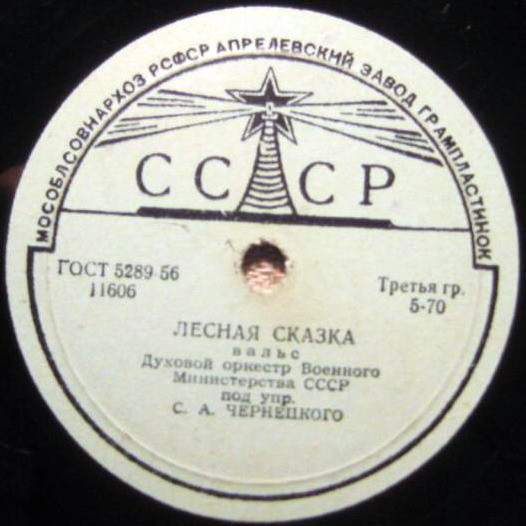 МОСОБЛСОВНАРХОЗ РСФСР АПРЕЛЕВСКИЙ ЗАВОД ГРАМПЛАСТИНОК
СССР
ГОСТ 5289-56
11606
Третья гр.
5-70
ЛЕСНАЯ СКАЗКА
вальс
Духовой оркестр Военного
Министерства СССР
под упр.
С. А. ЧЕРНЕЦКОГО